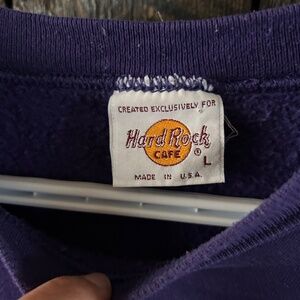 CREATED EXCLUSIVELY FOR
Hard Rock
CAFE
® L
MADE IN U.S.A.